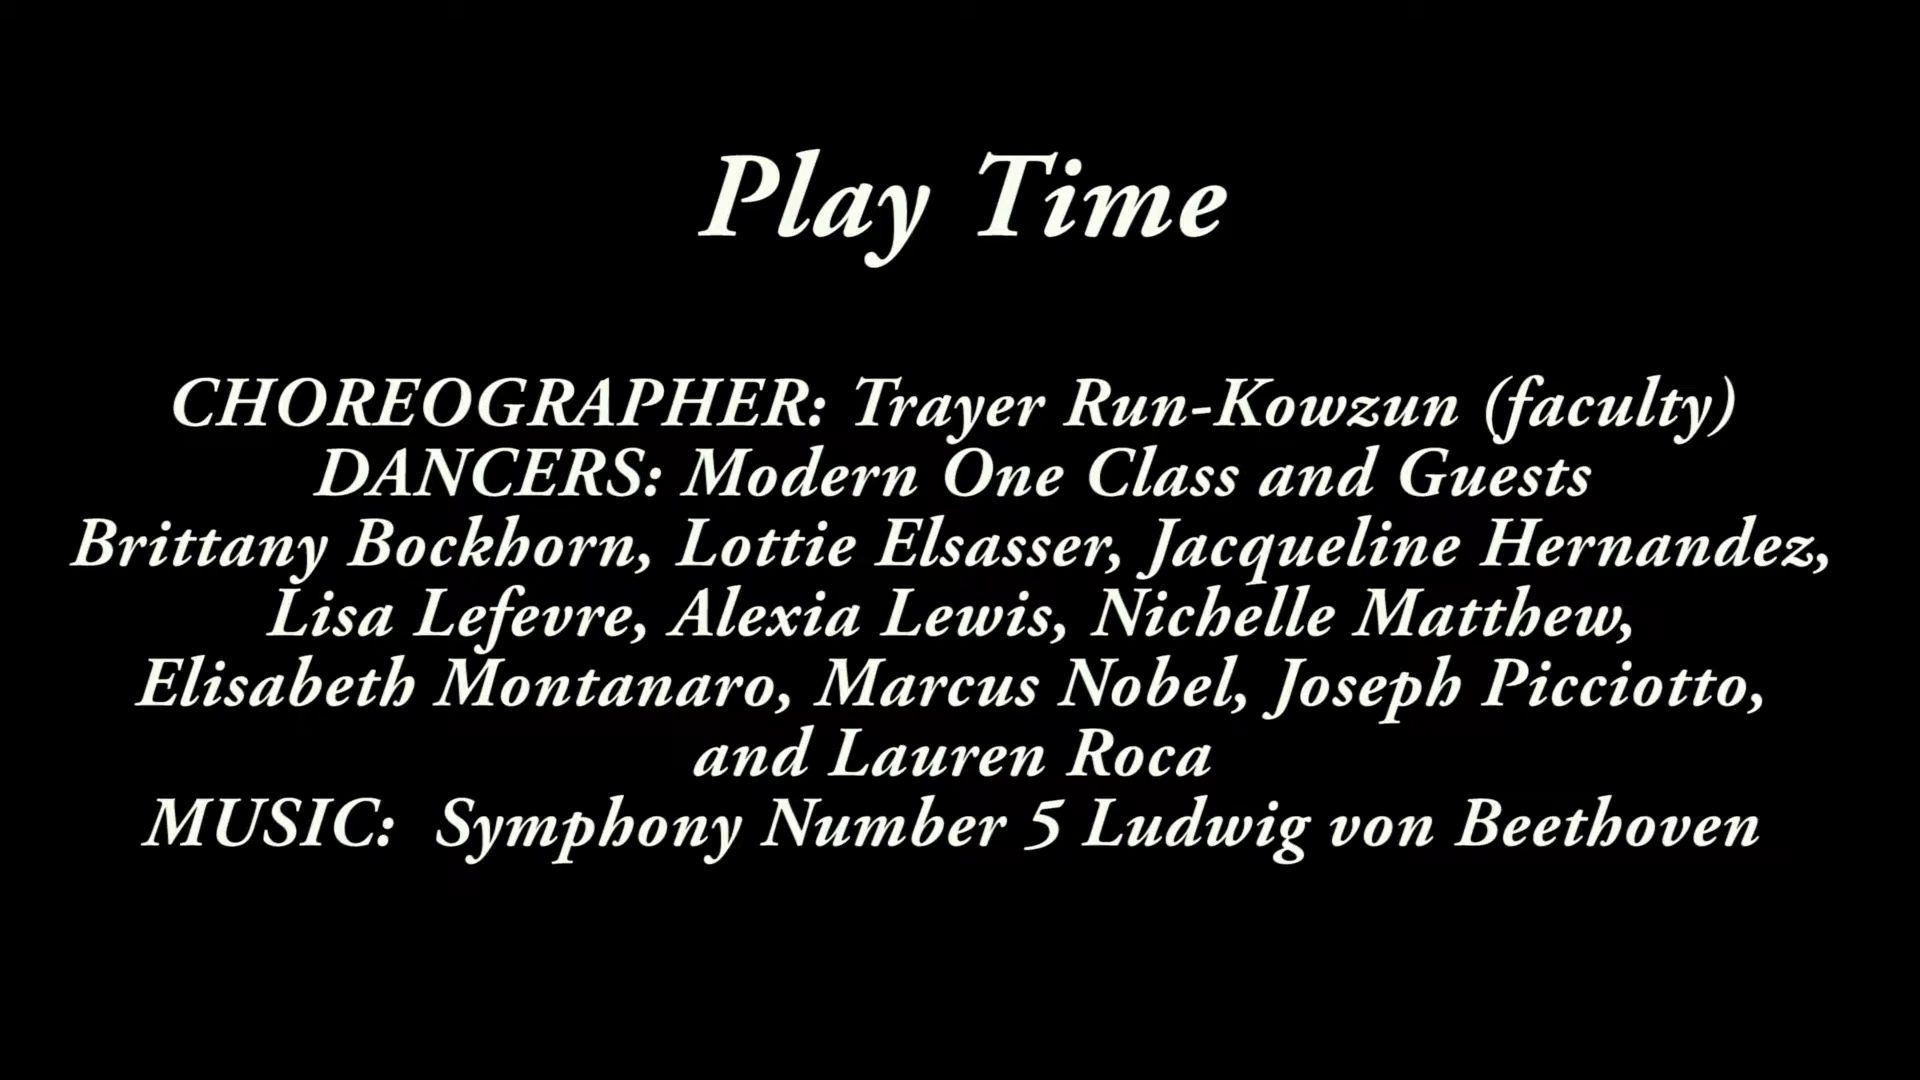 Play Time
CHOREOGRAPHER: Trayer Run-Kowzun (faculty)
DANCERS: Modern One Class and Guests
Brittany Bockhorn, Lottie Elsasser, Jacqueline Hernandez,
Lisa Lefevre, Alexia Lewis, Nichelle Matthew,
Elisabeth Montanaro, Marcus Nobel, Joseph Picciotto,
and Lauren Roca
MUSIC: Symphony Number 5 Ludwig von Beethoven